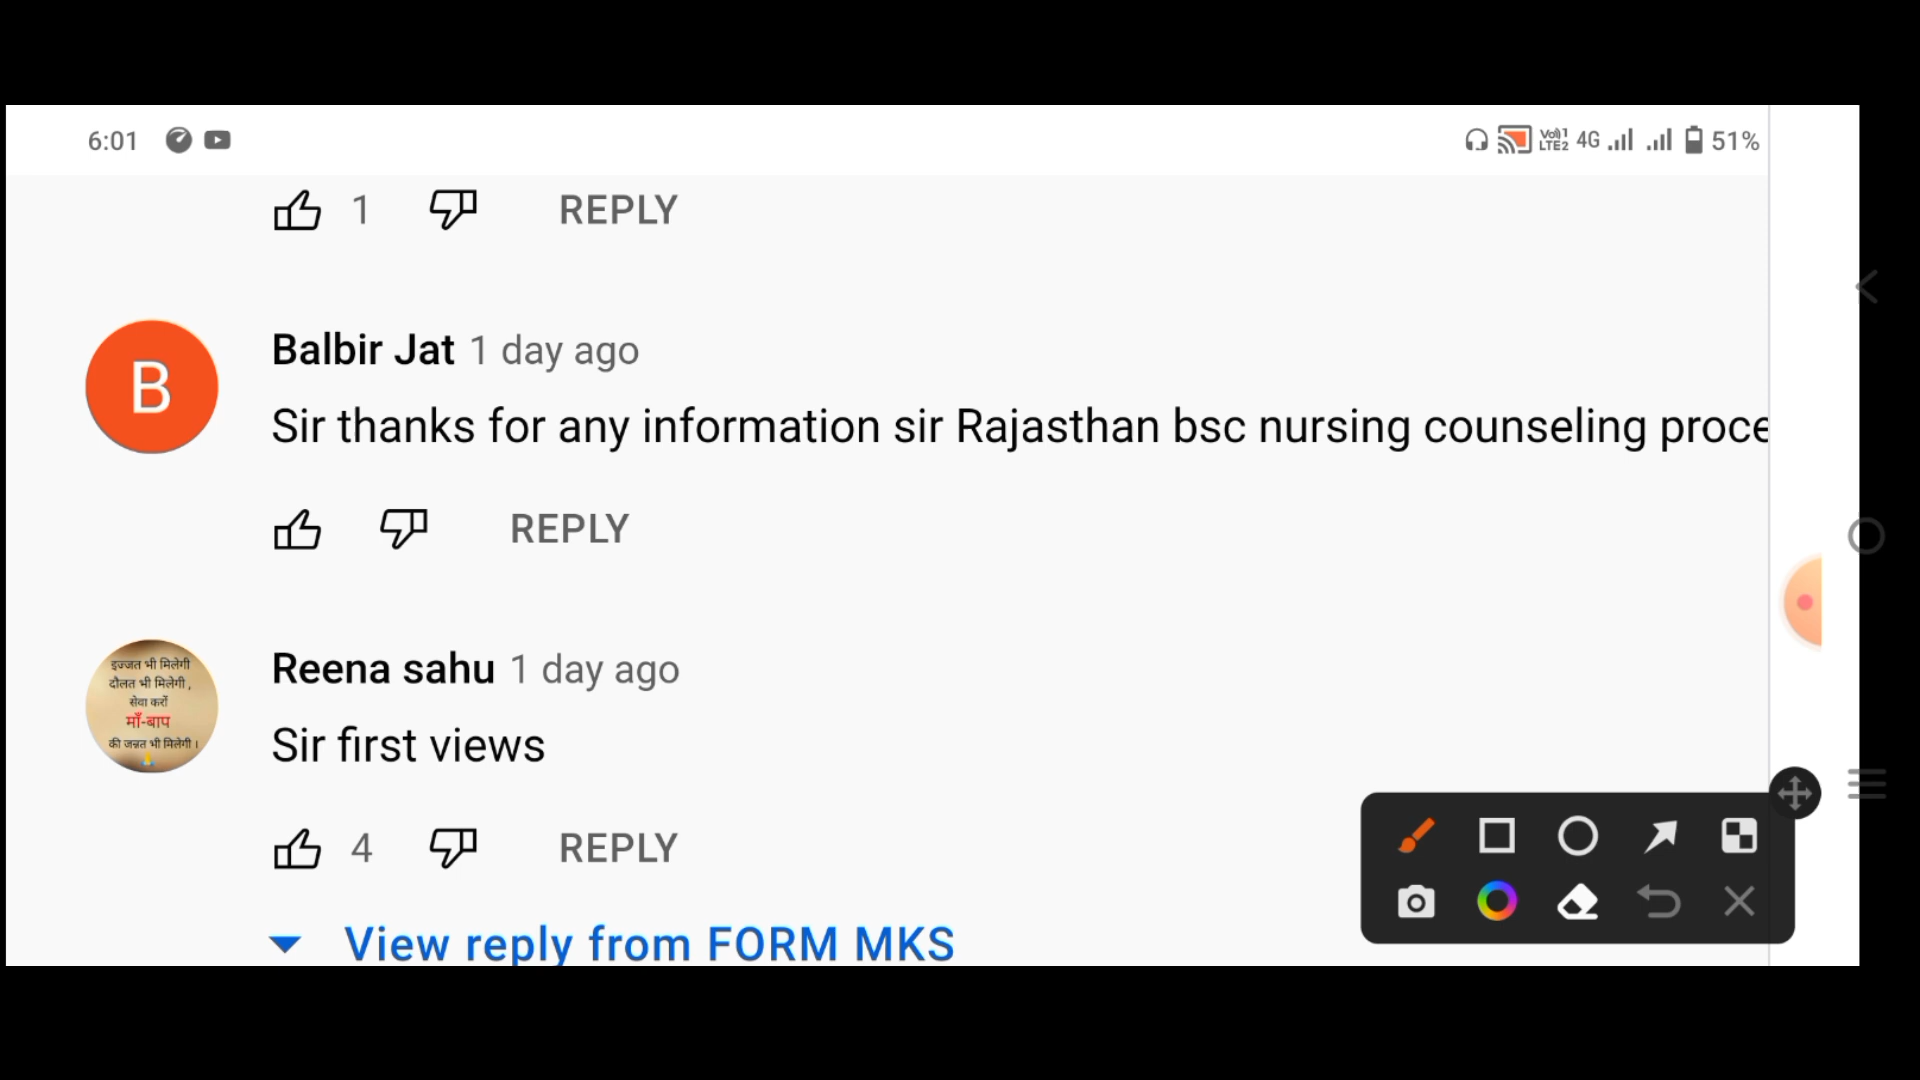 6:01 Vo))1 LTE2 4G 51%
1 REPLY
B
Balbir Jat 1 day ago
Sir thanks for any information sir Rajasthan bsc nursing counseling proce
REPLY
इज्जत भी मिलेगी
दौलत भी मिलेगी,
सेवा करों
माँ-बाप
की जन्नत भी मिलेगी ।
Reena sahu 1 day ago
Sir first views
4 REPLY
View reply from FORM MKS